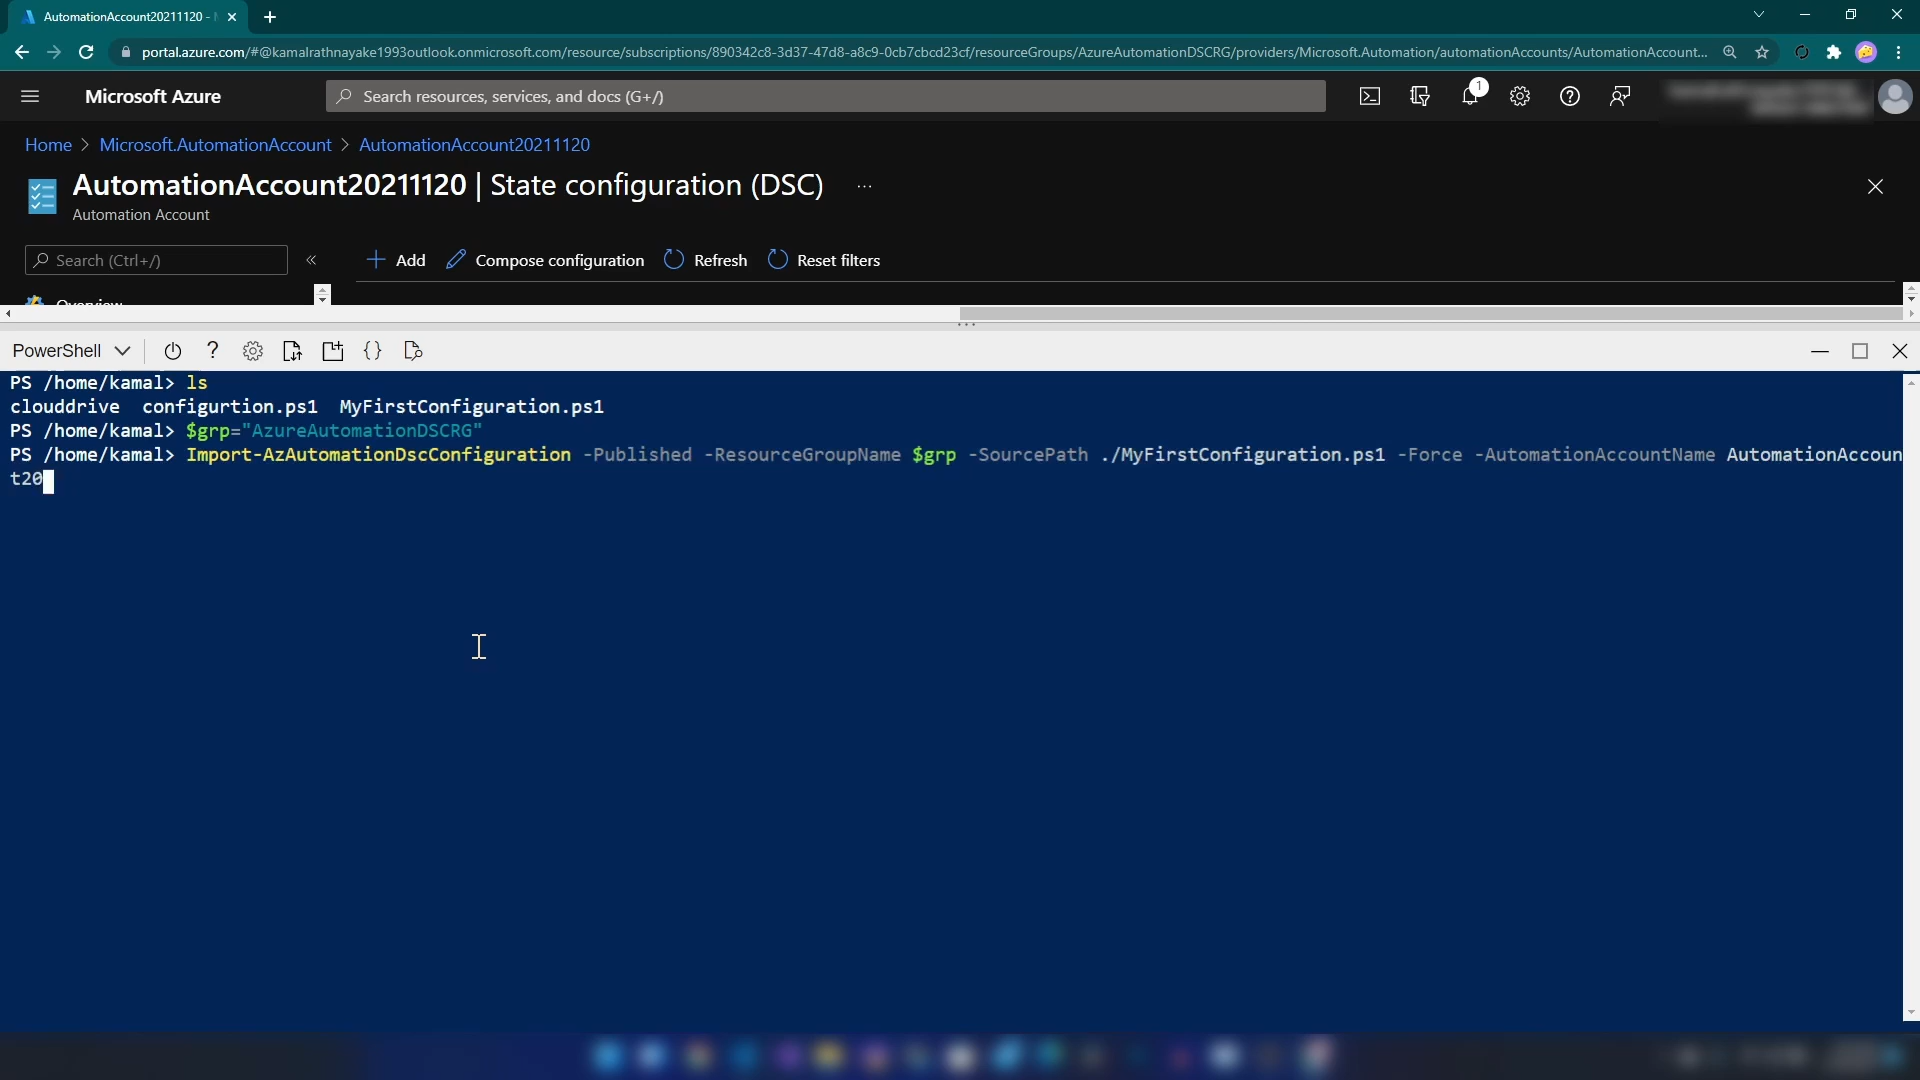 AutomationAccount20211120 -
portal.azure.com/#@kamalrathnayake1993outlook.onmicrosoft.com/resource/subscriptions/890342c8-3d37-47d8-a8c9-0cb7cbcd23cf/resourceGroups/AzureAutomationDSCRG/providers/Microsoft.Automation/automationAccounts/AutomationAccount...
Microsoft Azure
Search resources, services, and docs (G+/)
1
Home > Microsoft.AutomationAccount > AutomationAccount20211120
AutomationAccount20211120 | State configuration (DSC) ...
Automation Account
Search (Ctrl+/)
«
Add Compose configuration Refresh Reset filters
Overview
PowerShell
PS /home/kamal> ls
clouddrive configurtion.ps1 MyFirstConfiguration.ps1
PS /home/kamal> $grp="AzureAutomationDSCRG"
PS /home/kamal> Import-AzAutomationDscConfiguration -Published -ResourceGroupName $grp -SourcePath ./MyFirstConfiguration.ps1 -Force -AutomationAccountName AutomationAccoun
t20